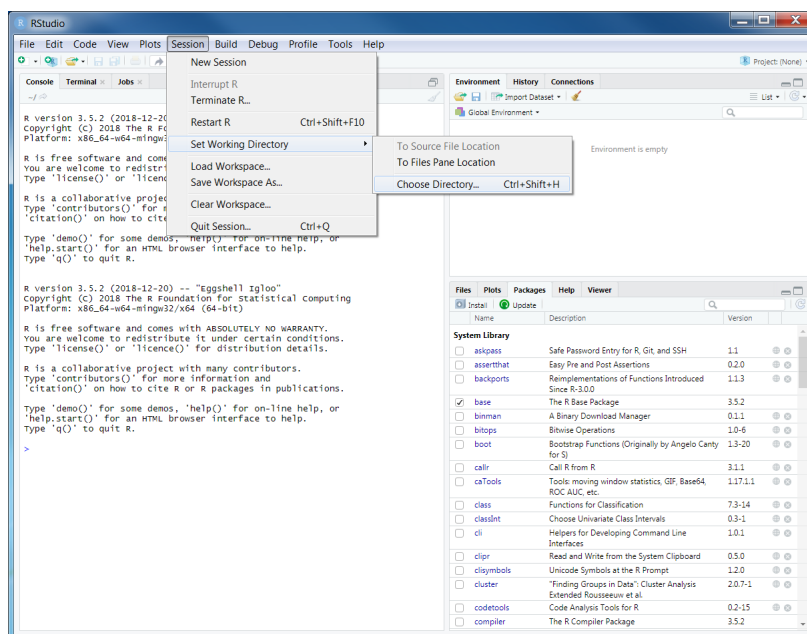 RStudio
File Edit Code View Plots Session Build Debug Profile Tools Help
Project: (None)
New Session
Interrupt R
Terminate R...
Restart R Ctrl+Shift+F10
Set Working Directory
Load Workspace...
Save Workspace As...
Clear Workspace...
Quit Session... Ctrl+Q
To Source File Location
To Files Pane Location
Choose Directory... Ctrl+Shift+H
Console Terminal Jobs
~/
R version 3.5.2 (2018-12-20
Copyright (C) 2018 The R Fo
Platform: x86_64-w64-mingw3
R is free software and come
You are welcome to redistri
Type 'license()' or 'licenc
R is a collaborative projec
Type 'contributors()' for m
'citation()' on how to cite
Type 'demo()' for some demos, 'help()' for on-line help, or
'help.start()' for an HTML browser interface to help.
Type 'q()' to quit R.
R version 3.5.2 (2018-12-20) -- "Eggshell Igloo"
Copyright (C) 2018 The R Foundation for Statistical Computing
Platform: x86_64-w64-mingw32/x64 (64-bit)
R is free software and comes with ABSOLUTELY NO WARRANTY.
You are welcome to redistribute it under certain conditions.
Type 'license()' or 'licence()' for distribution details.
R is a collaborative project with many contributors.
Type 'contributors()' for more information and
'citation()' on how to cite R or R packages in publications.
Type 'demo()' for some demos, 'help()' for on-line help, or
'help.start()' for an HTML browser interface to help.
Type 'q()' to quit R.
>
Environment History Connections
Import Dataset List
Global Environment
Environment is empty
Files Plots Packages Help Viewer
Install Update
Name Description Version
System Library
askpass Safe Password Entry for R, Git, and SSH 1.1
assertthat Easy Pre and Post Assertions 0.2.0
backports Reimplementations of Functions Introduced 1.1.3
Since R-3.0.0
base The R Base Package 3.5.2
binman A Binary Download Manager 0.1.1
bitops Bitwise Operations 1.0-6
boot Bootstrap Functions (Originally by Angelo Canty 1.3-20
for S)
callr Call R from R 3.1.1
caTools Tools: moving window statistics, GIF, Base64, 1.17.1.1
ROC AUC, etc.
class Functions for Classification 7.3-14
classInt Choose Univariate Class Intervals 0.3-1
cli Helpers for Developing Command Line 1.0.1
Interfaces
clipr Read and Write from the System Clipboard 0.5.0
clisymbols Unicode Symbols at the R Prompt 1.2.0
cluster "Finding Groups in Data": Cluster Analysis 2.0.7-1
Extended Rousseeuw et al.
codetools Code Analysis Tools for R 0.2-15
compiler The R Compiler Package 3.5.2